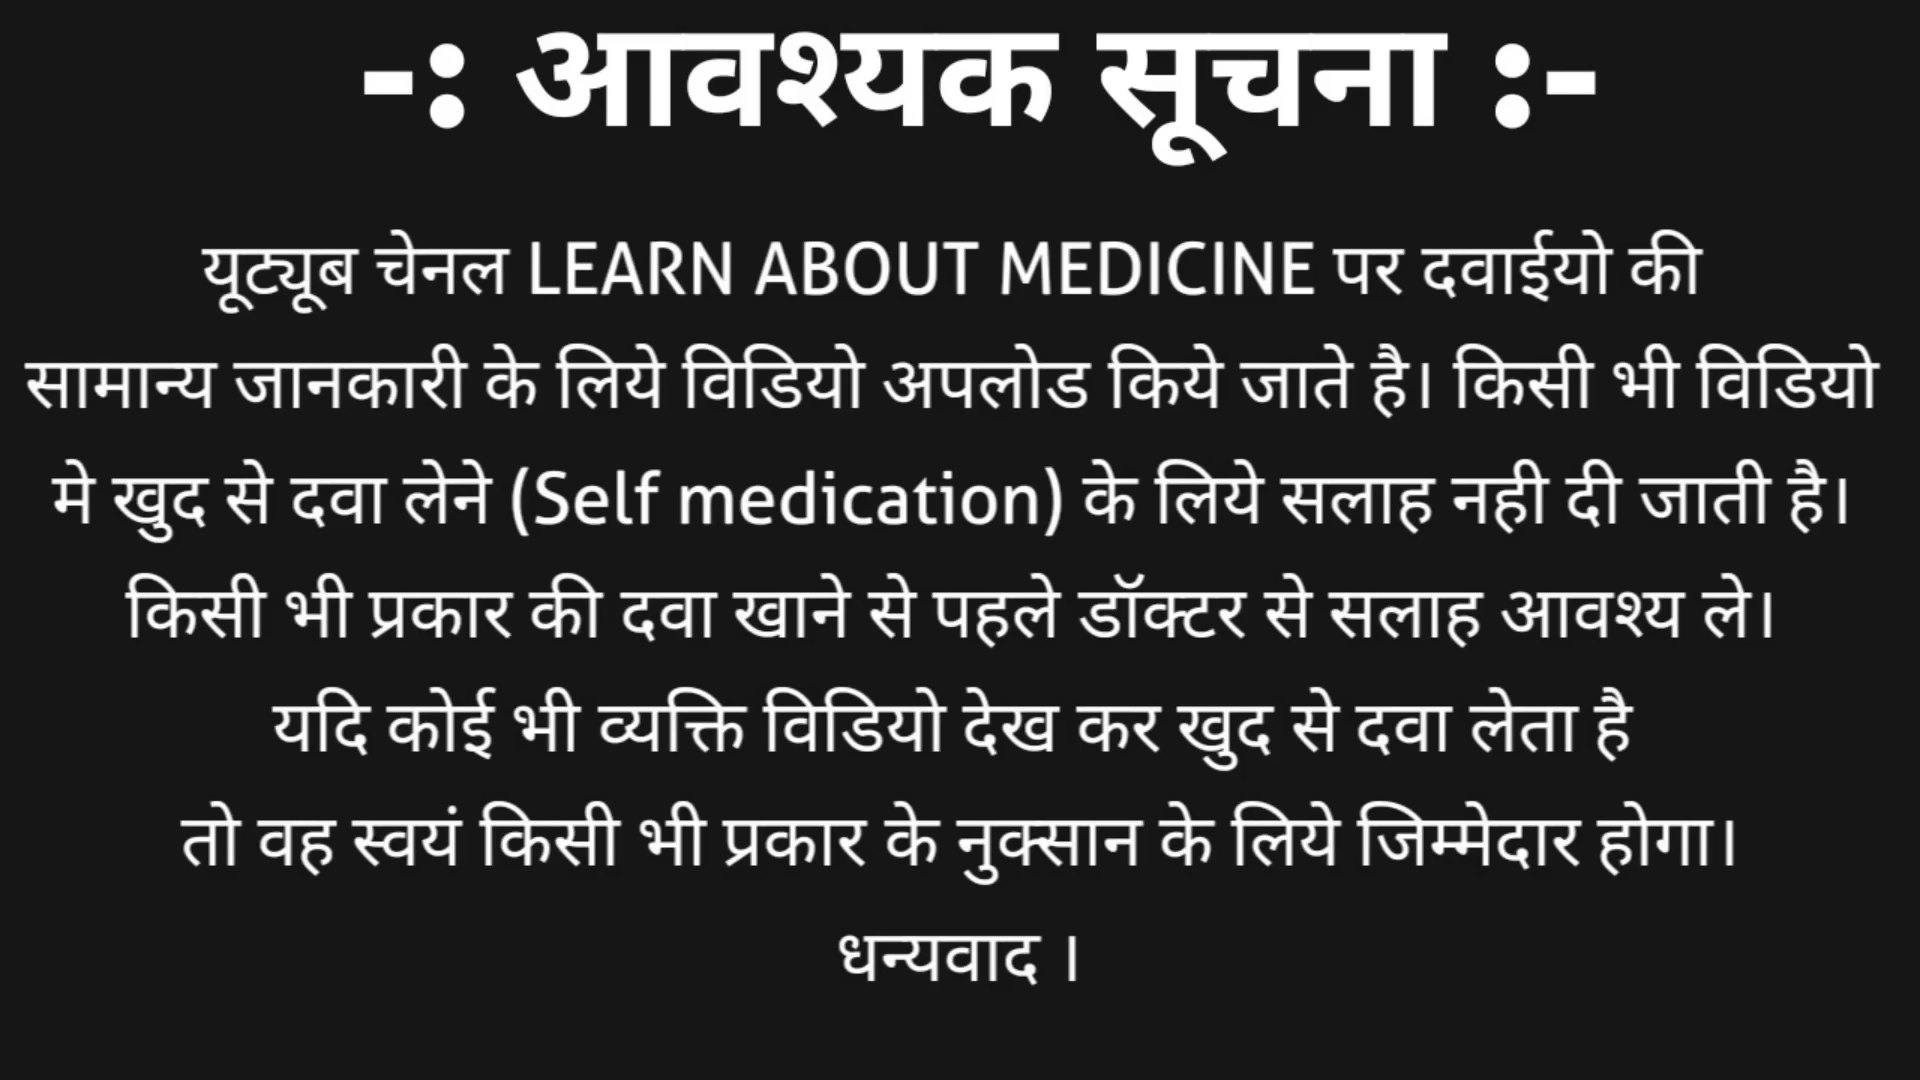 -: आवश्यक सूचना :-
यूट्यूब चेनल LEARN ABOUT MEDICINE पर दवाईयो की
सामान्य जानकारी के लिये विडियो अपलोड किये जाते है। किसी भी विडियो
मे खुद से दवा लेने (Self medication) के लिये सलाह नही दी जाती है।
किसी भी प्रकार की दवा खाने से पहले डॉक्टर से सलाह आवश्य ले।
यदि कोई भी व्यक्ति विडियो देख कर खुद से दवा लेता है
तो वह स्वयं किसी भी प्रकार के नुक्सान के लिये जिम्मेदार होगा।
धन्यवाद ।